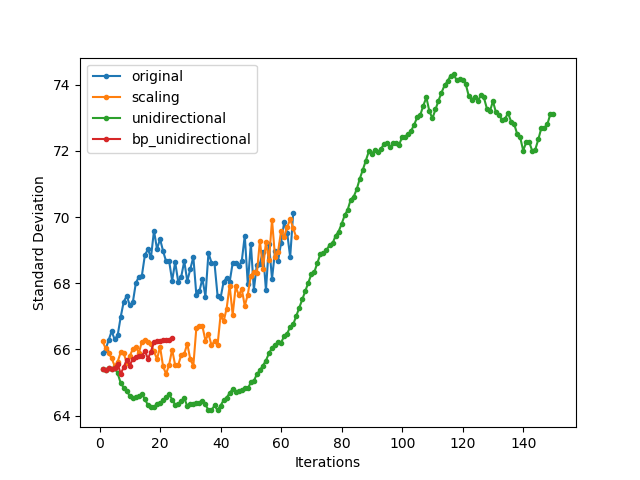 original
scaling
unidirectional
bp_unidirectional
74
72
70
68
66
64
Standard Deviation
0 20 40 60 80 100 120 140
Iterations